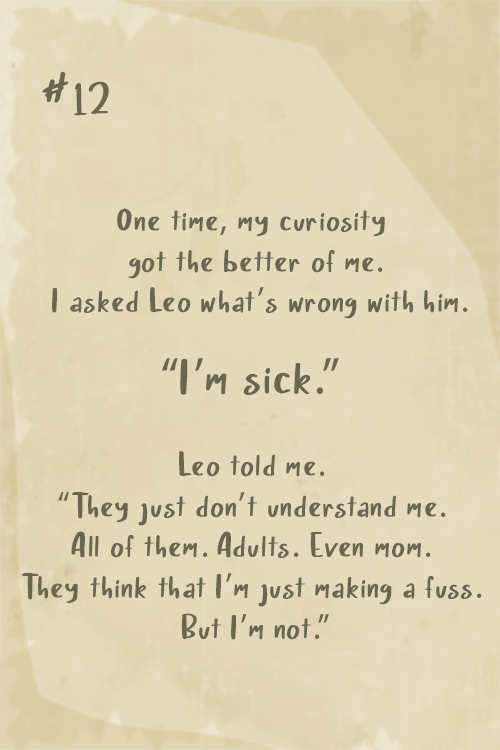 #12
One time, my curiosity
got the better of me.
I asked Leo what's wrong with him.
"I'm sick."
Leo told me.
"They just don't understand me.
All of them. Adults. Even mom.
They think that I'm just making a fuss.
But I'm not."